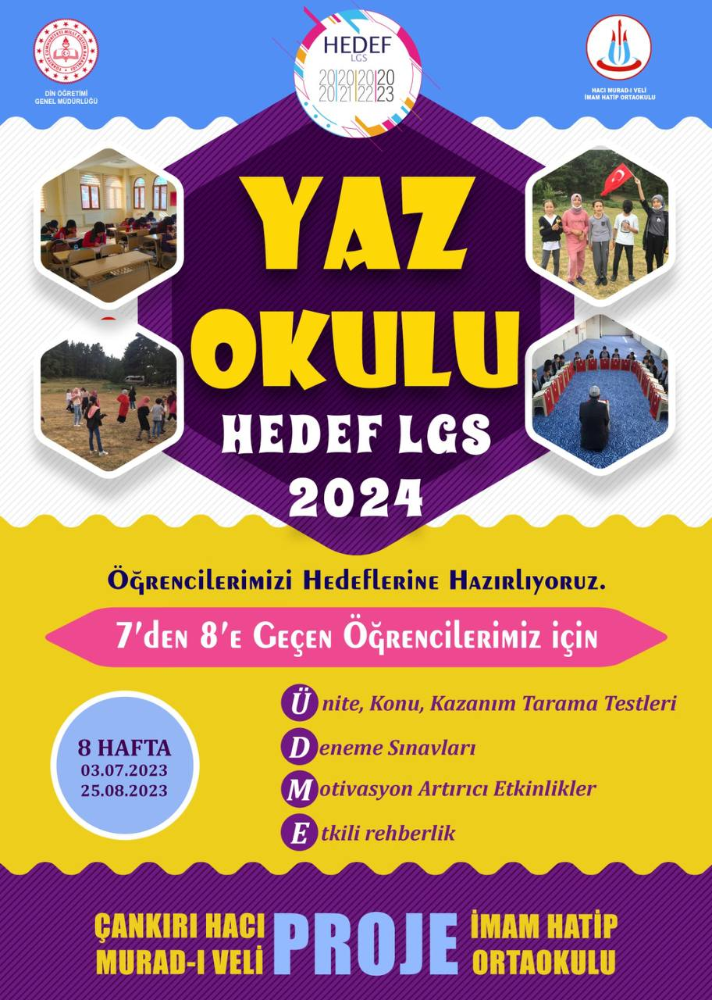 HEDEF
LGS
20 20 20 20
20 21 22 23
DİN ÖĞRETİMİ
GENEL MÜDÜRLÜĞÜ
HACI MURAD-I VELİ
İMAM HATİP ORTAOKULU
YAZ
OKULU
HEDEF LGS
2024
Öğrencilerimizi Hedeflerine Hazırlıyoruz.
7'den 8'e Geçen Öğrencilerimiz için
8 HAFTA
03.07.2023
25.08.2023
Ünite, Konu, Kazanım Tarama Testleri
Deneme Sınavları
Motivasyon Artırıcı Etkinlikler
Etkili rehberlik
ÇANKIRI HACI
MURAD-I VELİ
PROJE
İMAM HATİP
ORTAOKULU